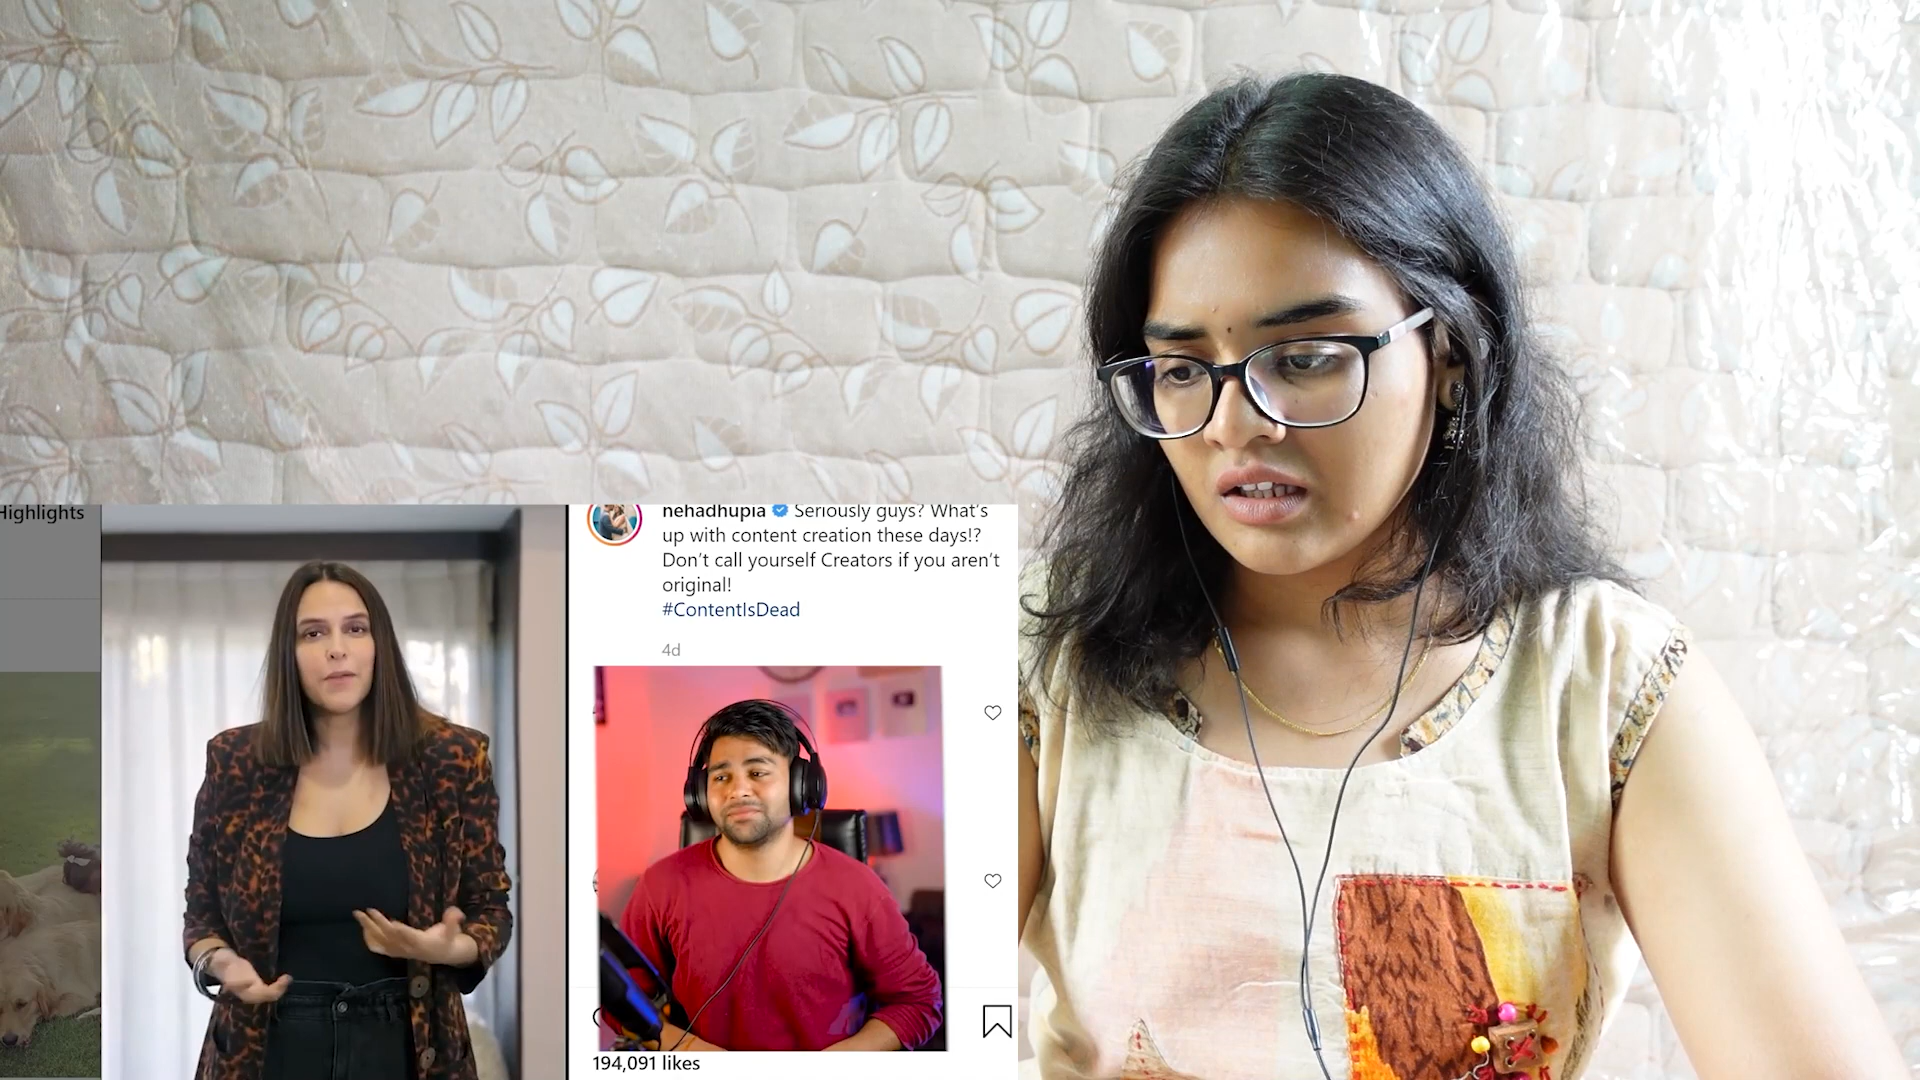 Highlights
nehadhupia Seriously guys? What's
up with content creation these days!?
Don't call yourself Creators if you aren't
original!
#ContentIsDead
4d
194,091 likes